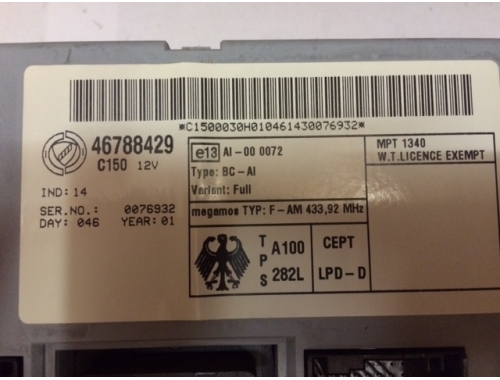 *C1500030H010461430076932*
46788429
C150 12V
IND: 14
SER.NO.: 0076932
DAY: 046 YEAR: 01
e13 AI-00 0072
Type: BC-AI
Variant: Full
megamos TYP: F-AM 433,92 MHz
MPT 1340
W.T.LICENCE EXEMPT
TPS
A100
282L
CEPT
LPD-D